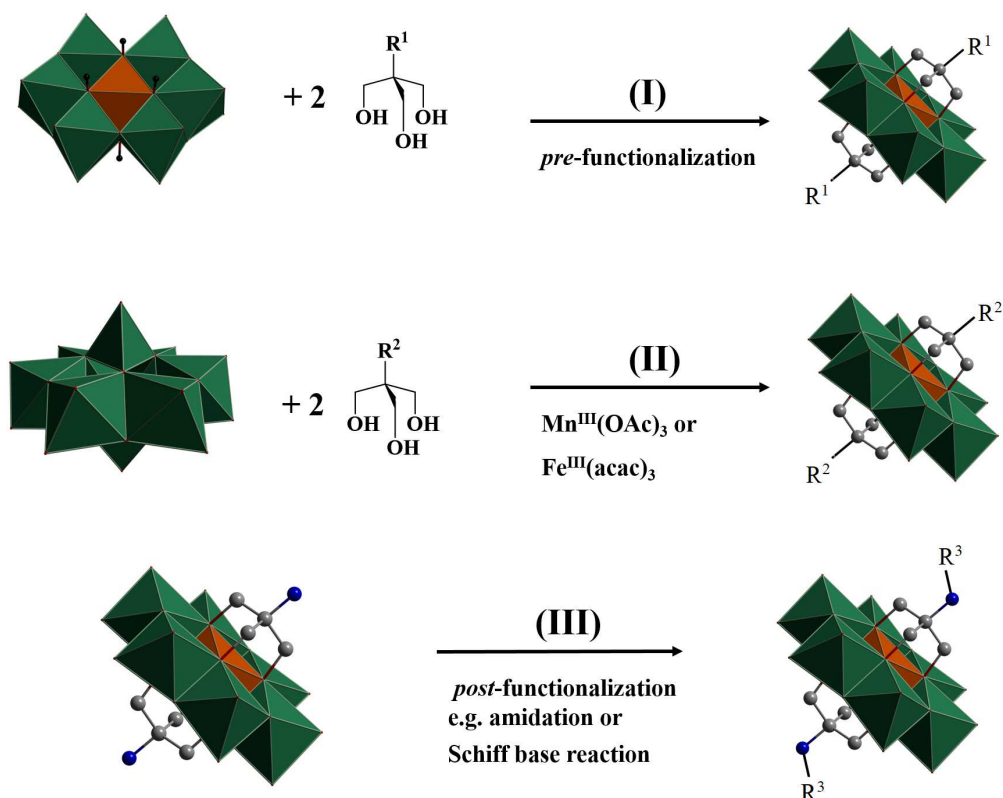 R¹
+ 2
OH
OH
OH
(I)
pre-functionalization
R¹
R¹
R²
+ 2
OH
OH
OH
(II)
Mnᴵᴵᴵ(OAc)₃ or
Feᴵᴵᴵ(acac)₃
R²
R²
(III)
post-functionalization
e.g. amidation or
Schiff base reaction
R³
R³